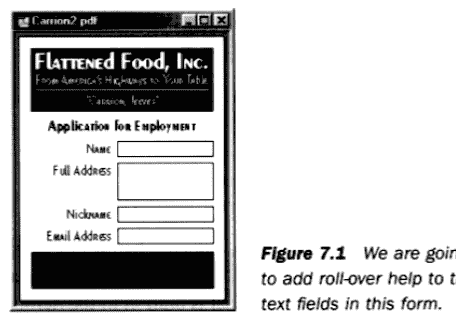 Carrion2 pdf
Flattened Food, Inc.
From America's Highways to Your Table
"Carrion,
Application for Employment
Name
Full Address
Nickname
Email Address
Figure 7.1 We are goin
to add roll-over help to t
text fields in this form.